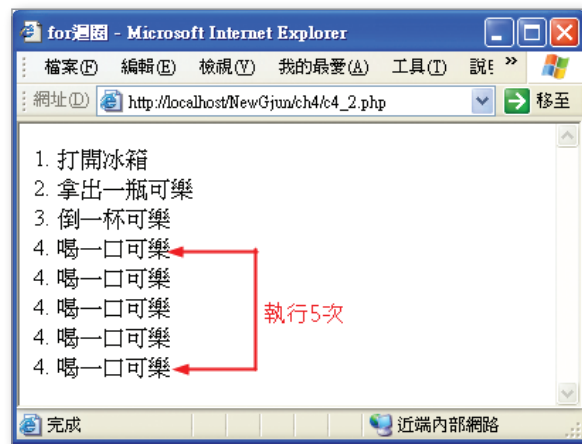 for迴圈 - Microsoft Internet Explorer
檔案(F) 編輯(E) 檢視(V) 我的最愛(A) 工具(T) »
網址(D) http://localhost/NewGjun/ch4/c4_2.php 移至
1. 打開冰箱
2. 拿出一瓶可樂
3. 倒一杯可樂
4. 喝一口可樂
4. 喝一口可樂
4. 喝一口可樂
執行5次
4. 喝一口可樂
4. 喝一口可樂
完成 近端內部網路